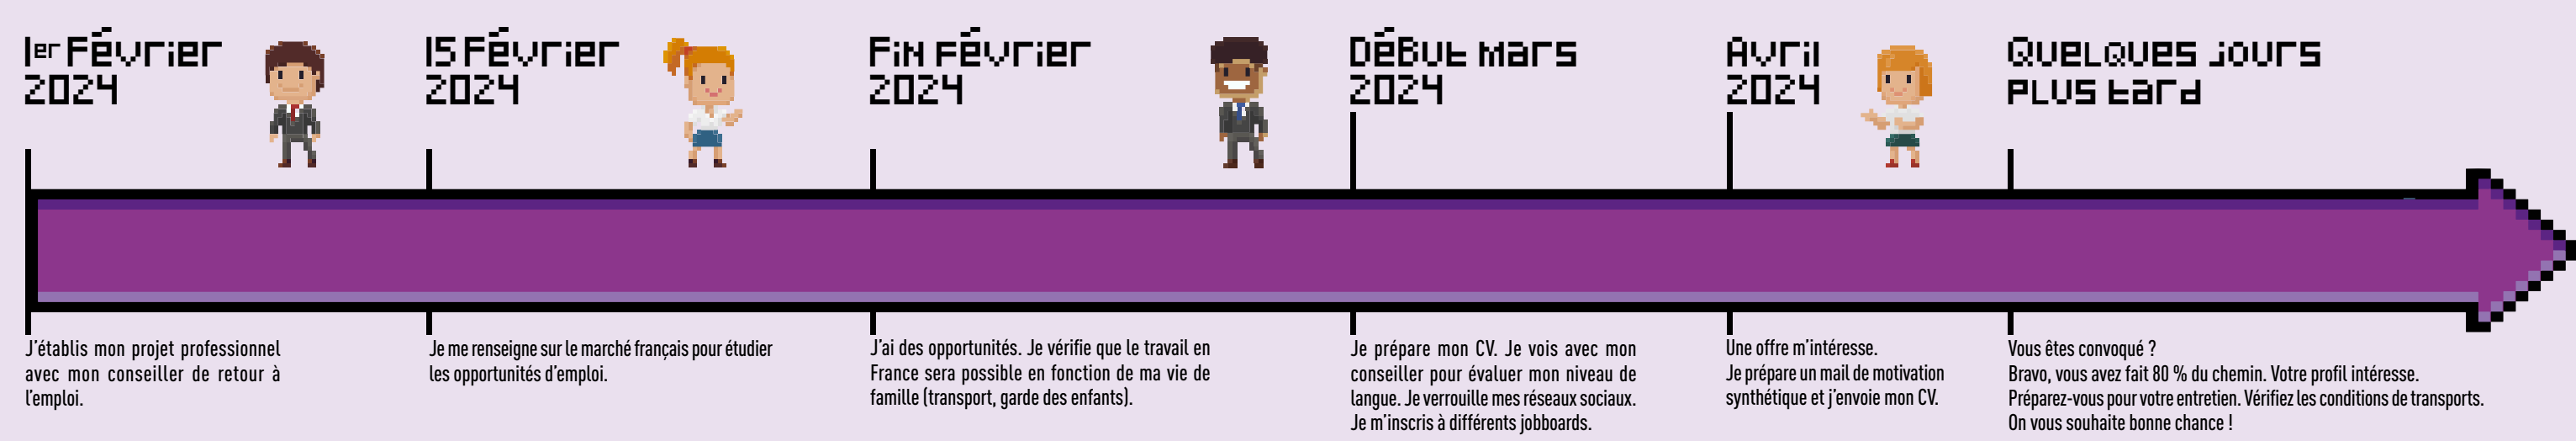 1er Février
2024
15 Février
2024
Fin février
2024
Début mars
2024
Avril
2024
Quelques jours
plus tard
J'établis mon projet professionnel
avec mon conseiller de retour à
l'emploi.
Je me renseigne sur le marché français pour étudier
les opportunités d'emploi.
J'ai des opportunités. Je vérifie que le travail en
France sera possible en fonction de ma vie de
famille (transport, garde des enfants).
Je prépare mon CV. Je vois avec mon
conseiller pour évaluer mon niveau de
langue. Je verrouille mes réseaux sociaux.
Je m'inscris à différents jobboards.
Une offre m'intéresse.
Je prépare un mail de motivation
synthétique et j'envoie mon CV.
Vous êtes convoqué ?
Bravo, vous avez fait 80 % du chemin. Votre profil intéresse.
Préparez-vous pour votre entretien. Vérifiez les conditions de transports.
On vous souhaite bonne chance !